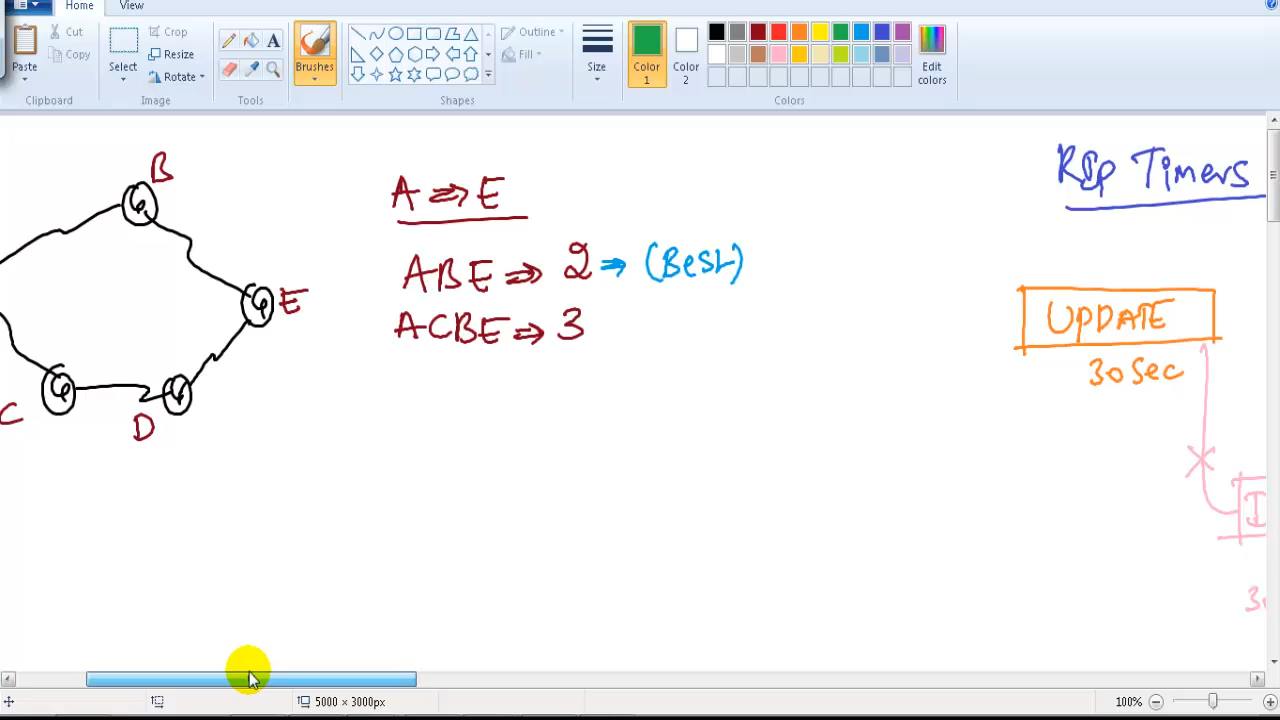 Home
View
Paste
Cut
Copy
Clipboard
Select
Crop
Resize
Rotate
Image
A
Tools
Brushes
Outline
Fill
Shapes
Size
Color
1
Color
2
Edit
colors
Colors
B
E
C
D
A ⇒ E
ABE ⇒ 2 ⇒ (BeSt)
ACBE ⇒ 3
Rip Timers
UPDATE
30 Sec
5000 × 3000px
100%